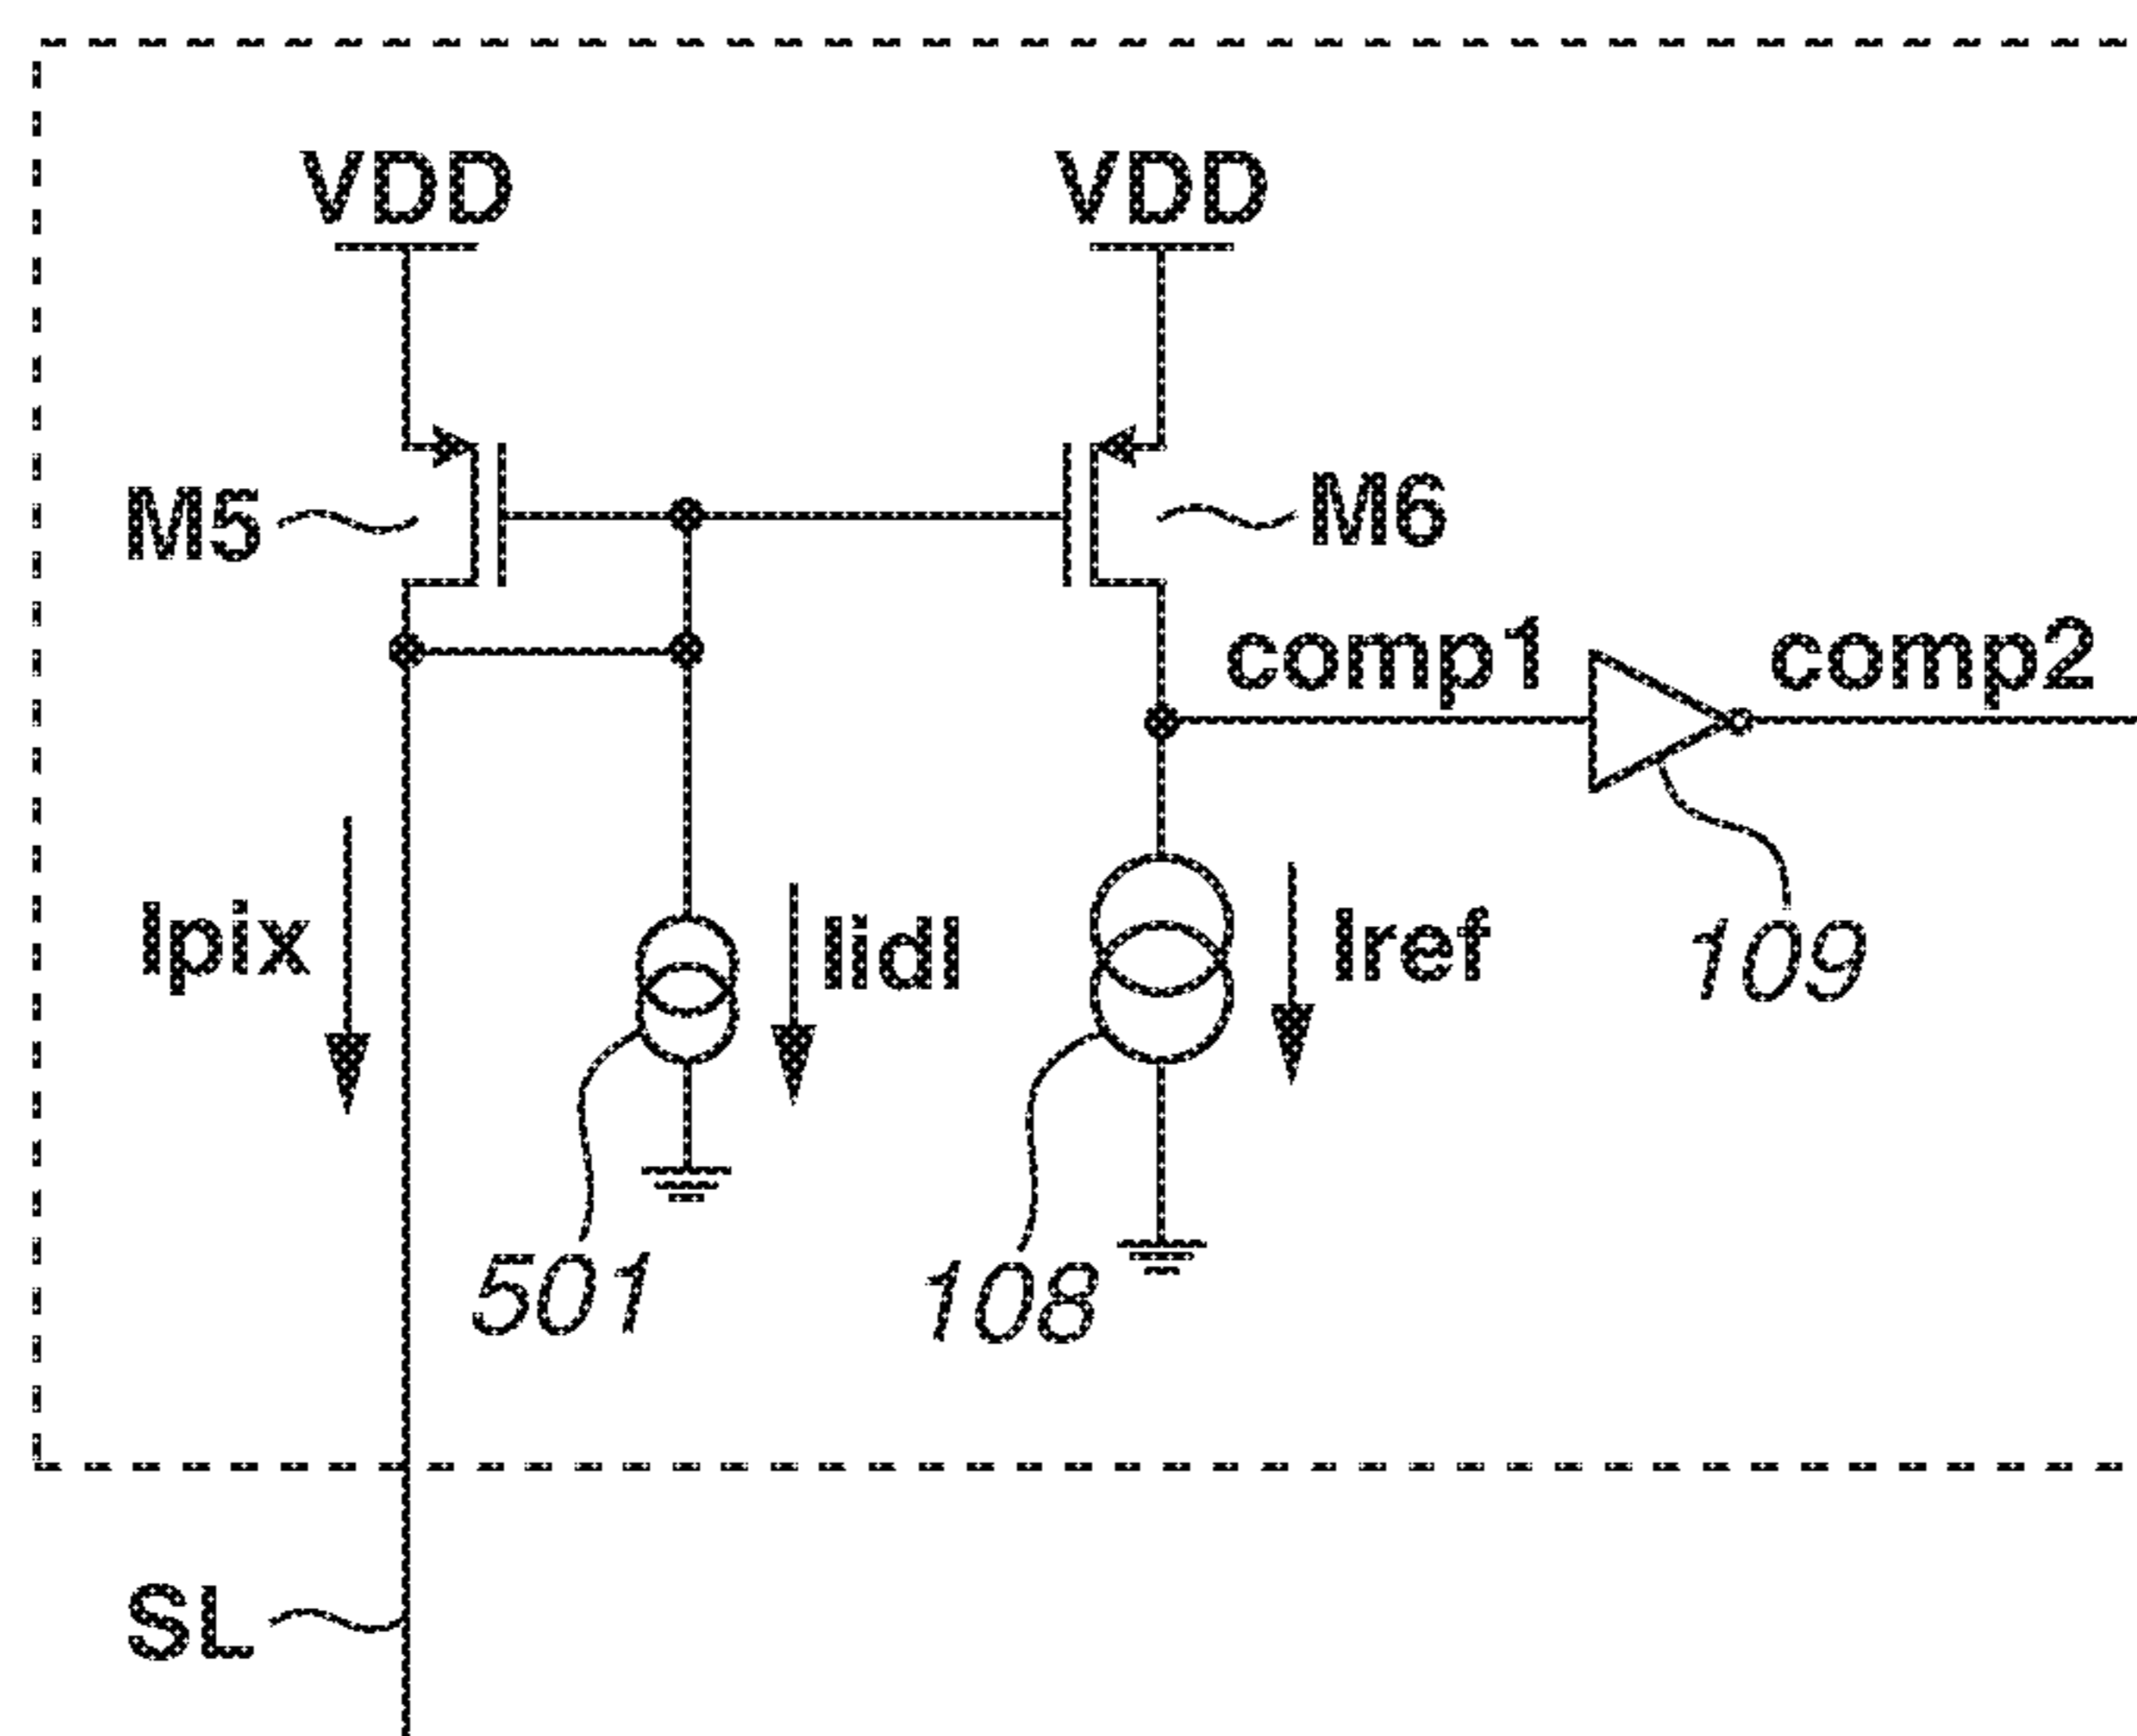 VDD
VDD
M5
M6
comp1
comp2
Ipix
Iidl
Iref
109
501
108
SL